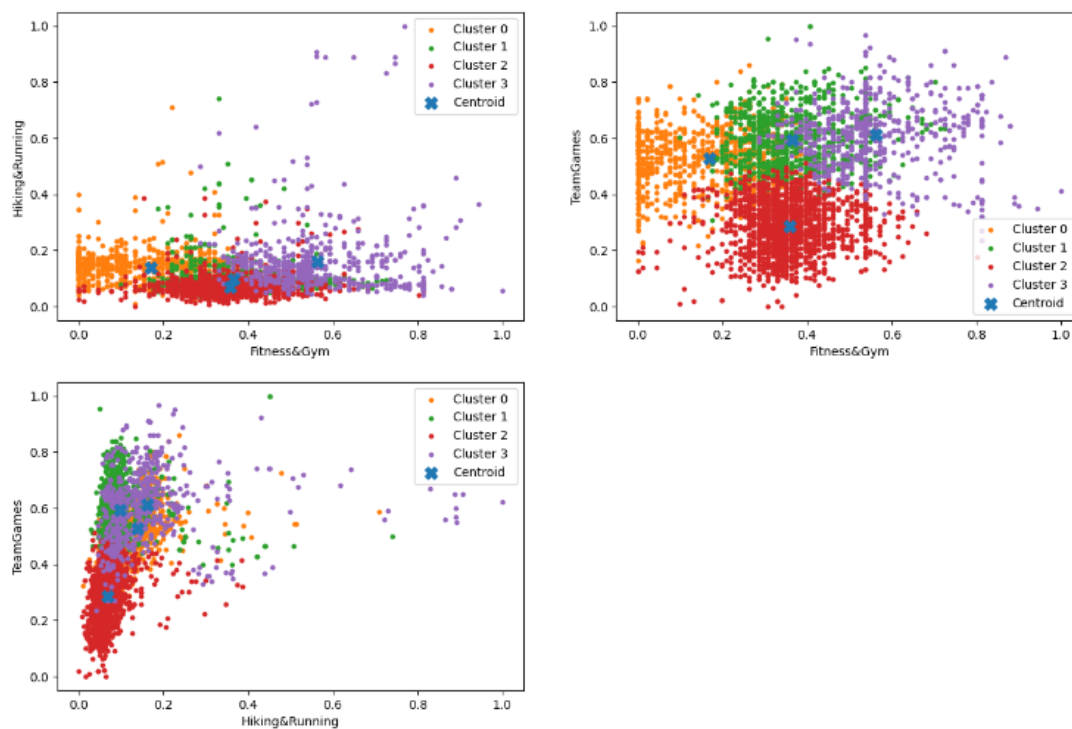 1.0
0.8
0.6
0.4
0.2
0.0
Hiking&Running
0.0 0.2 0.4 0.6 0.8 1.0
Fitness&Gym
Cluster 0
Cluster 1
Cluster 2
Cluster 3
Centroid
1.0
0.8
0.6
0.4
0.2
0.0
TeamGames
0.0 0.2 0.4 0.6 0.8 1.0
Fitness&Gym
Cluster 0
Cluster 1
Cluster 2
Cluster 3
Centroid
1.0
0.8
0.6
0.4
0.2
0.0
TeamGames
0.0 0.2 0.4 0.6 0.8 1.0
Hiking&Running
Cluster 0
Cluster 1
Cluster 2
Cluster 3
Centroid